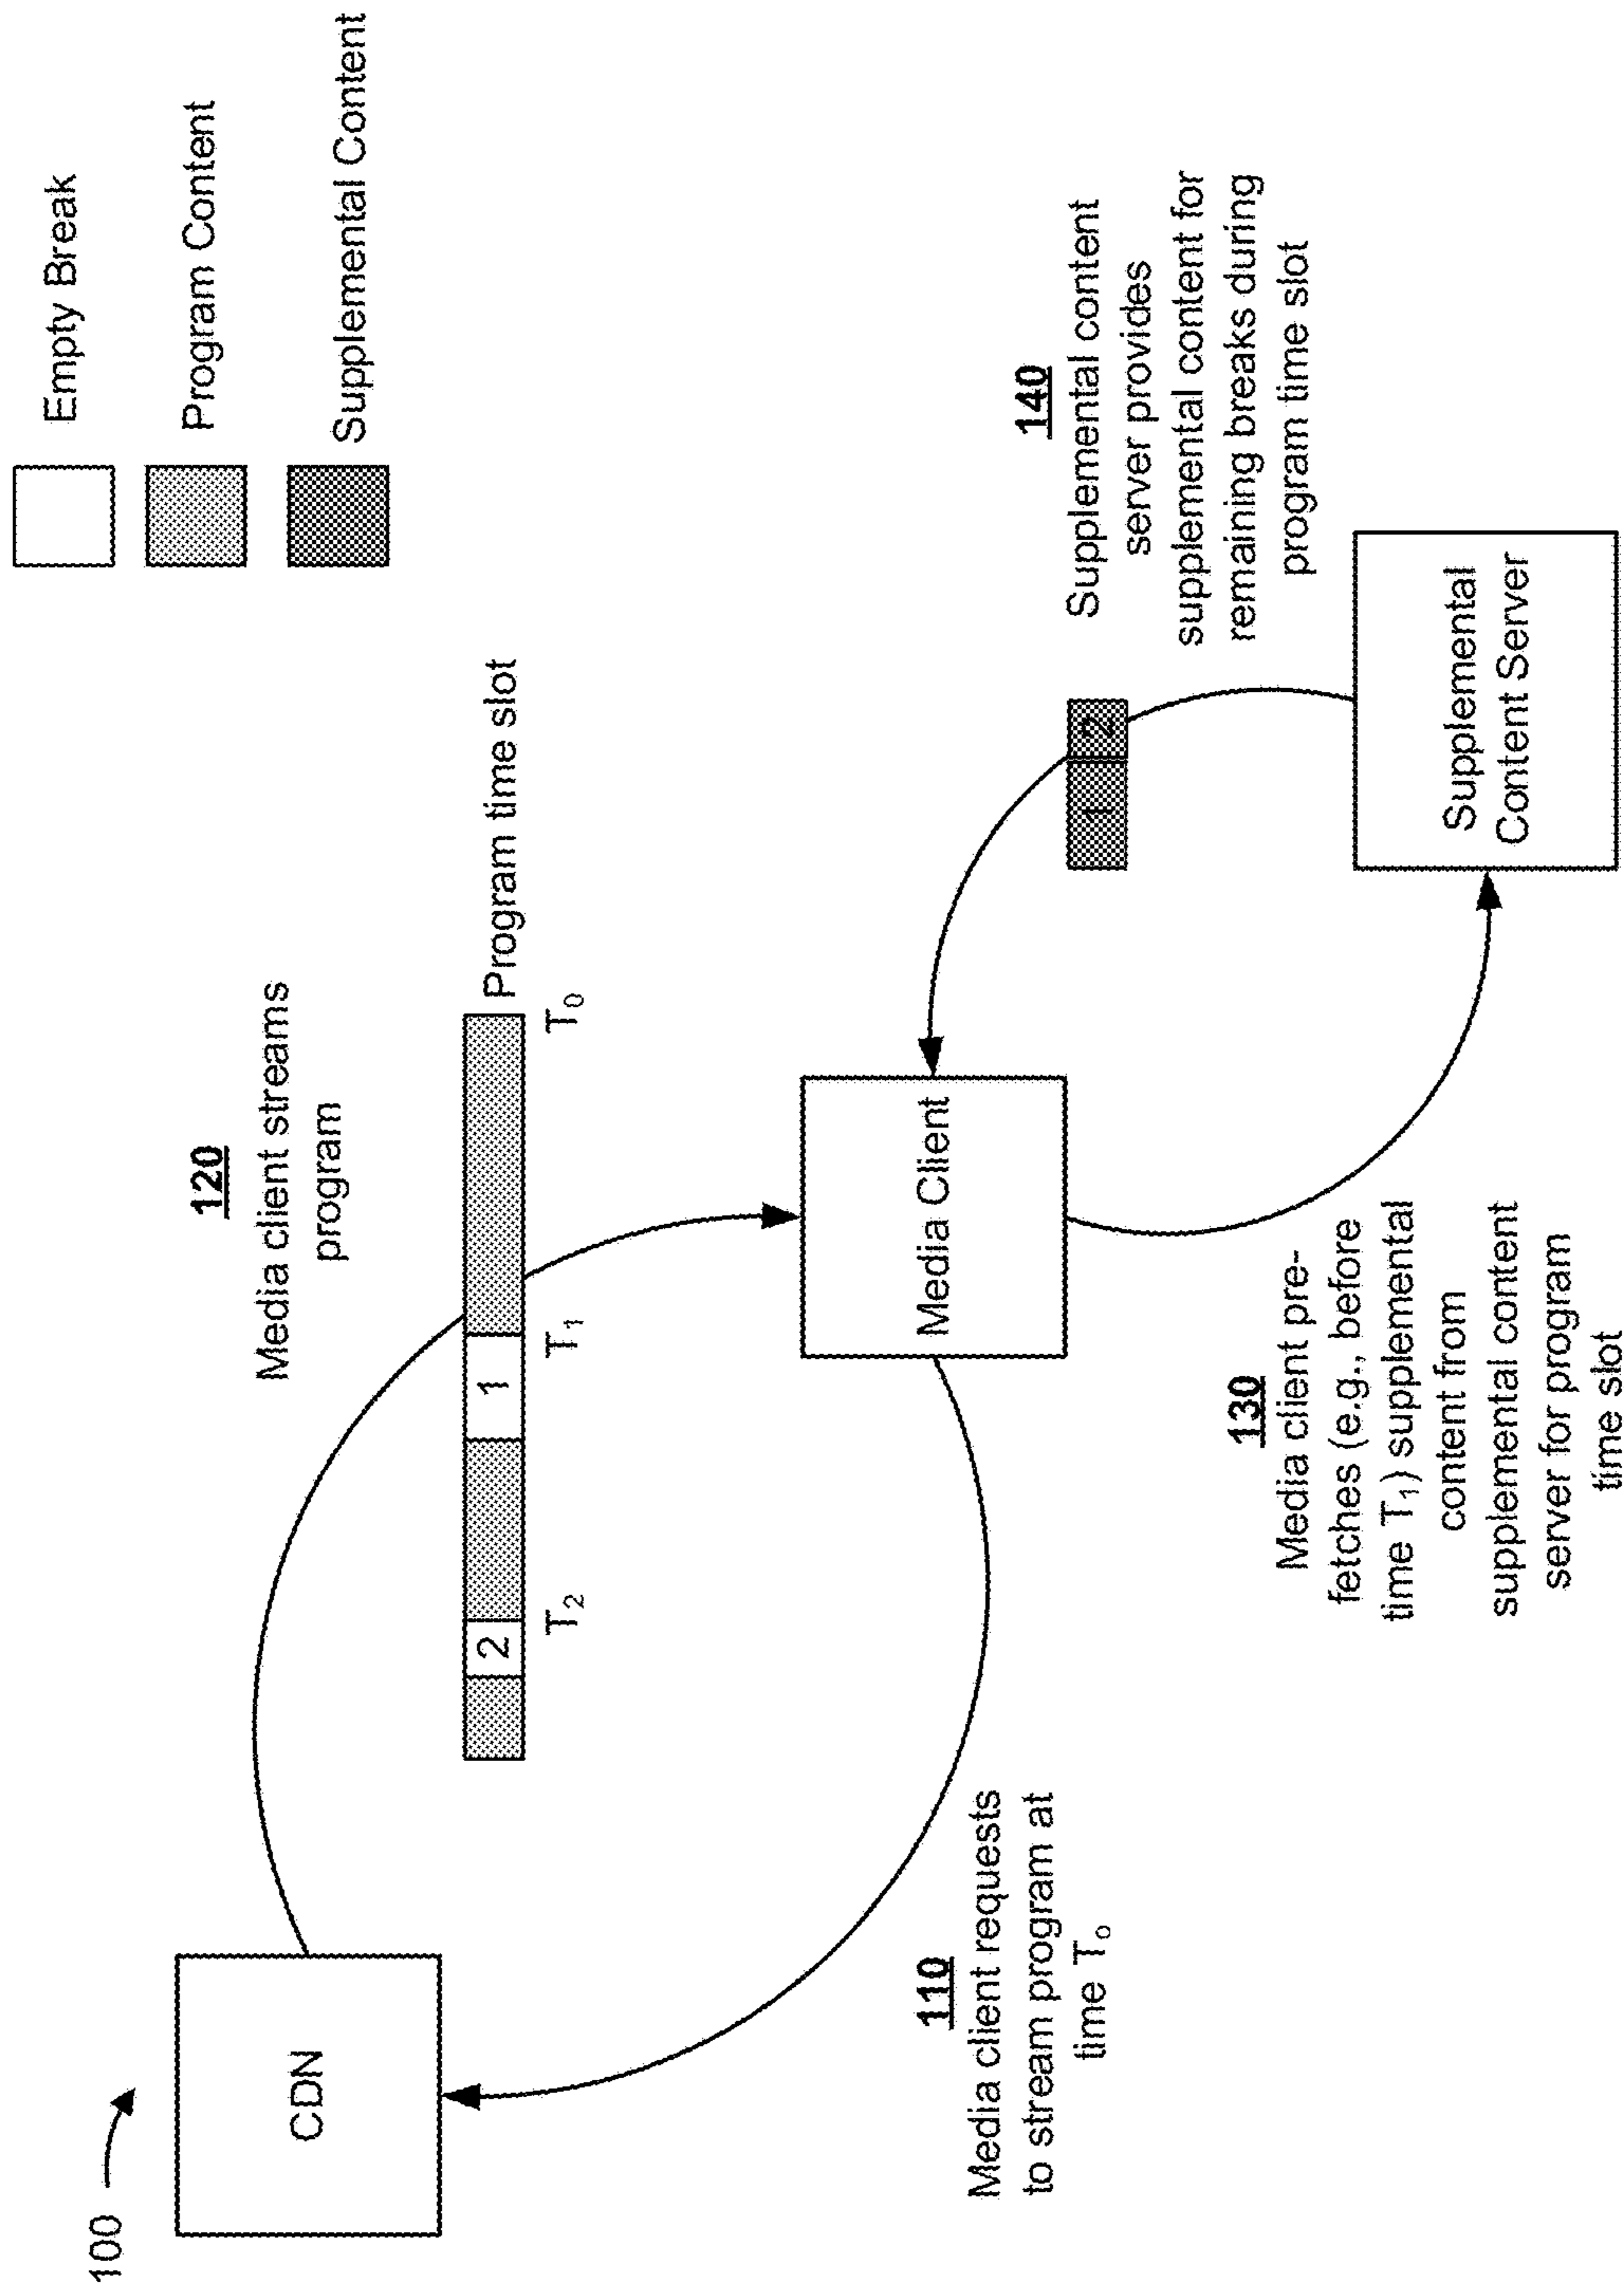 100
CDN
110
Media client requests
to stream program at
time T₀
120
Media client streams
program
2
1
T₂
T₁
T₀
Program time slot
Media Client
130
Media client pre-
fetches (e.g., before
time T₁) supplemental
content from
supplemental content
server for program
time slot
140
Supplemental content
server provides
supplemental content for
remaining breaks during
program time slot
1
2
Supplemental
Content Server
Empty Break
Program Content
Supplemental Content